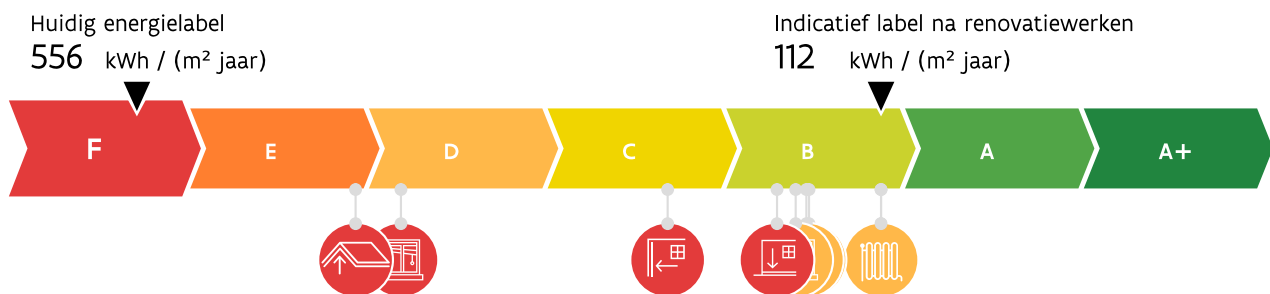 Huidig energielabel
556 kWh / (m² jaar)
Indicatief label na renovatiewerken
112 kWh / (m² jaar)
F E D C B A A+